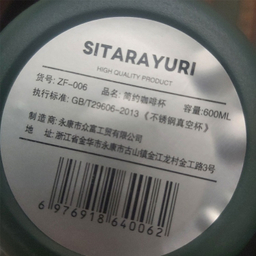 SITARAYURI
HIGH QUALITY PRODUCT
货号: ZF-006 品名: 简约咖啡杯 容量:600ML
执行标准: GB/T29606-2013《不锈钢真空杯》
制造商: 永康市众富工贸有限公司
地址: 浙江省金华市永康市古山镇金江龙村金工路3号
6 976918 640062